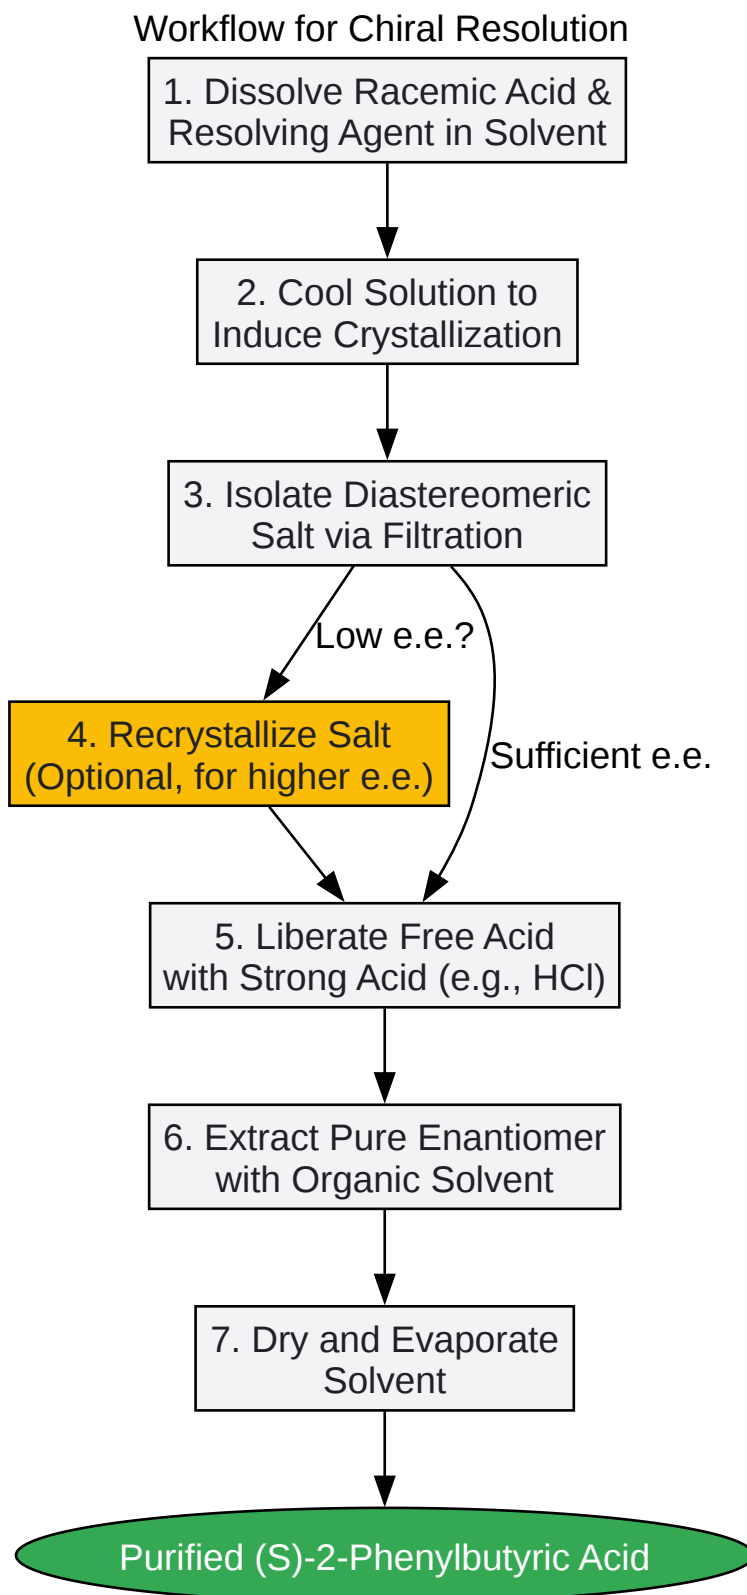 Workflow for Chiral Resolution
1. Dissolve Racemic Acid &
Resolving Agent in Solvent
2. Cool Solution to
Induce Crystallization
3. Isolate Diastereomeric
Salt via Filtration
Low e.e.?
4. Recrystallize Salt
(Optional, for higher e.e.)
Sufficient e.e.
5. Liberate Free Acid
with Strong Acid (e.g., HCl)
6. Extract Pure Enantiomer
with Organic Solvent
7. Dry and Evaporate
Solvent
Purified (S)-2-Phenylbutyric Acid